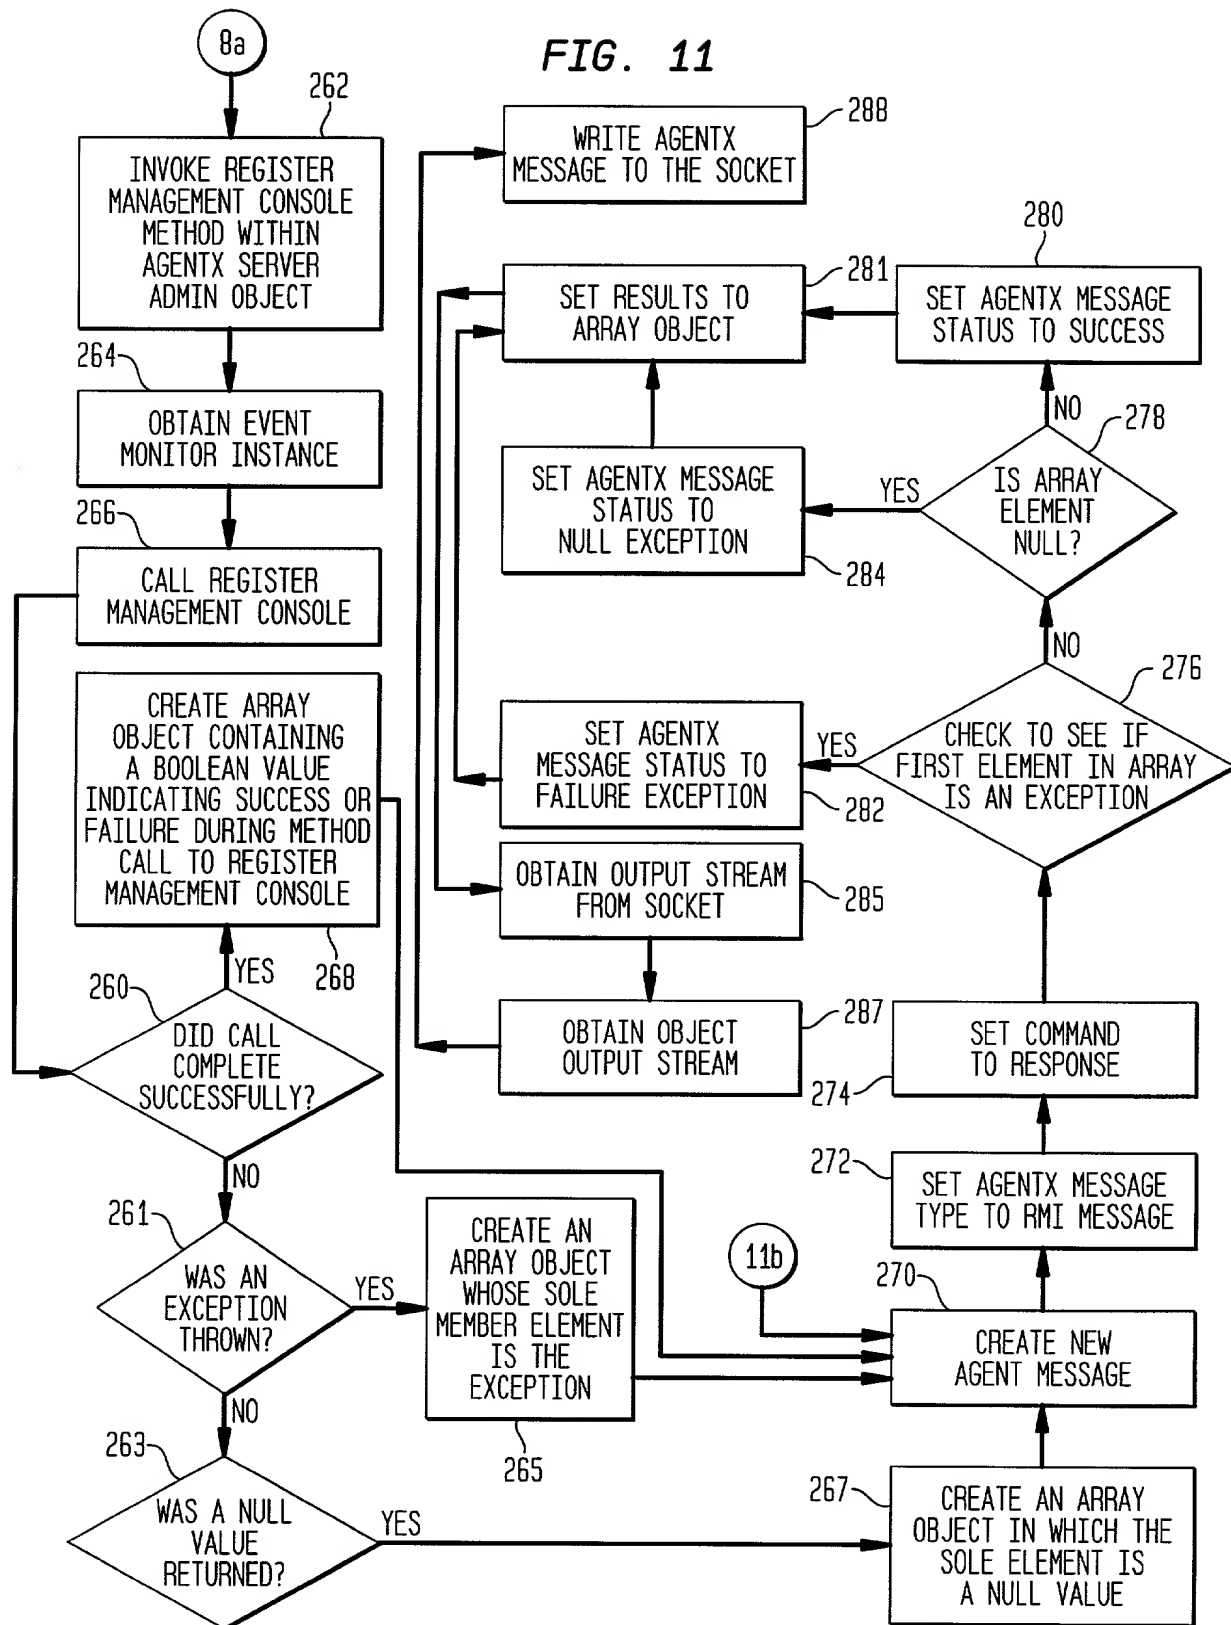 FIG. 11
8a
262
INVOKE REGISTER
MANAGEMENT CONSOLE
METHOD WITHIN
AGENTX SERVER
ADMIN OBJECT
264
OBTAIN EVENT
MONITOR INSTANCE
266
CALL REGISTER
MANAGEMENT CONSOLE
CREATE ARRAY
OBJECT CONTAINING
A BOOLEAN VALUE
INDICATING SUCCESS OR
FAILURE DURING METHOD
CALL TO REGISTER
MANAGEMENT CONSOLE
268
YES
260
DID CALL
COMPLETE
SUCCESSFULLY?
NO
261
WAS AN
EXCEPTION
THROWN?
YES
NO
263
WAS A NULL
VALUE
RETURNED?
YES
CREATE AN
ARRAY OBJECT
WHOSE SOLE
MEMBER ELEMENT
IS THE
EXCEPTION
265
288
WRITE AGENTX
MESSAGE TO THE SOCKET
281
SET RESULTS TO
ARRAY OBJECT
SET AGENTX MESSAGE
STATUS TO
NULL EXCEPTION
284
SET AGENTX
MESSAGE STATUS TO
FAILURE EXCEPTION
282
OBTAIN OUTPUT STREAM
FROM SOCKET
285
OBTAIN OBJECT
OUTPUT STREAM
287
280
SET AGENTX MESSAGE
STATUS TO SUCCESS
NO
278
IS ARRAY
ELEMENT
NULL?
YES
NO
276
CHECK TO SEE IF
FIRST ELEMENT IN ARRAY
IS AN EXCEPTION
YES
SET COMMAND
TO RESPONSE
274
272
SET AGENTX MESSAGE
TYPE TO RMI MESSAGE
11b
270
CREATE NEW
AGENT MESSAGE
267
CREATE AN ARRAY
OBJECT IN WHICH THE
SOLE ELEMENT IS
A NULL VALUE